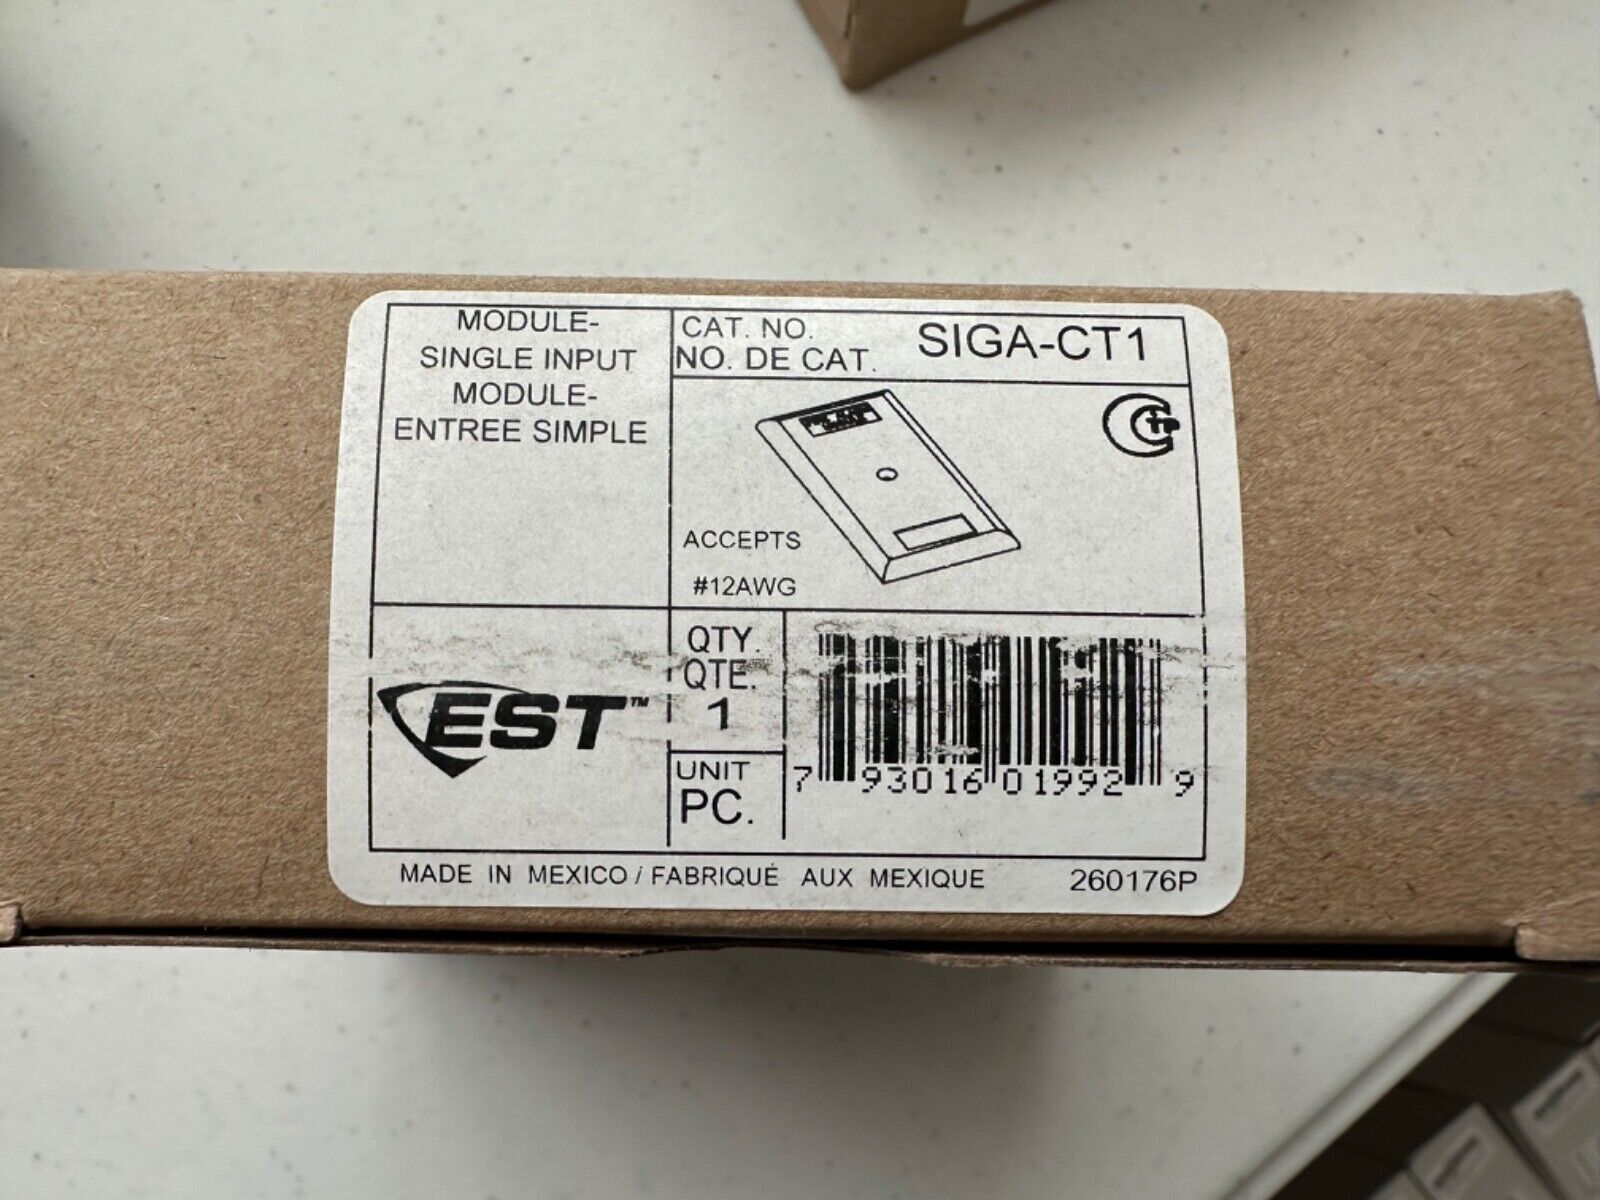 MODULE-
SINGLE INPUT
MODULE-
ENTREE SIMPLE
CAT. NO.
NO. DE CAT.
SIGA-CT1
ACCEPTS
#12AWG
EST™
QTY.
QTE.
1
UNIT
PC.
7 93016 01992 9
MADE IN MEXICO / FABRIQUÉ AUX MEXIQUE
260176P